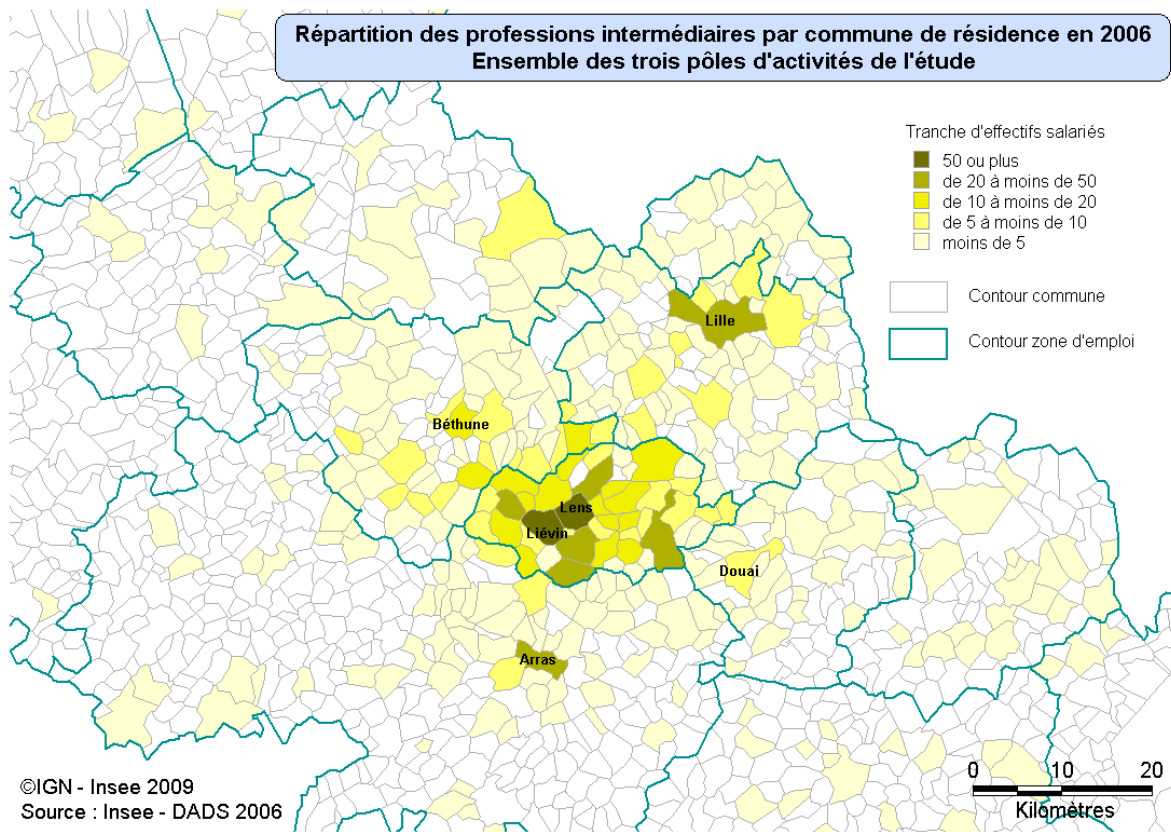 Répartition des professions intermédiaires par commune de résidence en 2006
Ensemble des trois pôles d'activités de l'étude
Tranche d'effectifs salariés
50 ou plus
de 20 à moins de 50
de 10 à moins de 20
de 5 à moins de 10
moins de 5
Contour commune
Contour zone d'emploi
Lille
Béthune
Lens
Liévin
Douai
Arras
©IGN - Insee 2009
Source : Insee - DADS 2006
0 10 20
Kilomètres